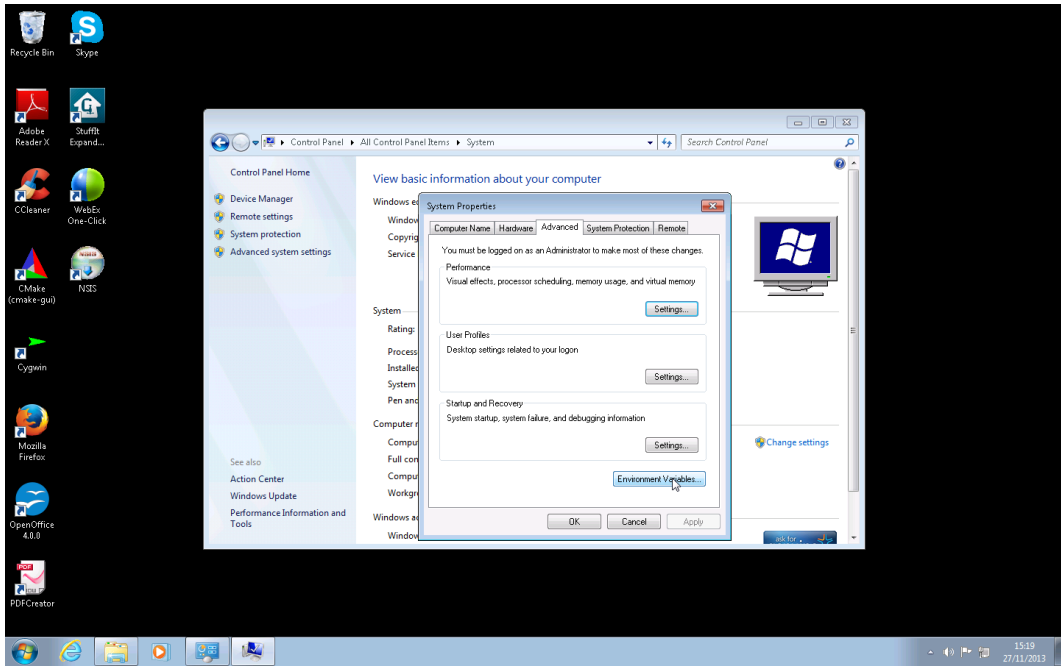 Recycle Bin
Skype
Adobe
Reader X
StuffIt
Expand...
CCleaner
WebEx
One-Click
CMake
(cmake-gui)
NSIS
Cygwin
Mozilla
Firefox
OpenOffice
4.0.0
PDF
PDFCreator
Control Panel
All Control Panel Items
System
Search Control Panel
Control Panel Home
Device Manager
Remote settings
System protection
Advanced system settings
See also
Action Center
Windows Update
Performance Information and
Tools
View basic information about your computer
Windows ed
Window
Copyrig
Service
System
Rating:
Process
Installed
System
Pen and
Computer n
Compu
Full con
Compu
Workgr
Windows ac
Window
Change settings
ask for
System Properties
Computer Name
Hardware
Advanced
System Protection
Remote
You must be logged on as an Administrator to make most of these changes.
Performance
Visual effects, processor scheduling, memory usage, and virtual memory
Settings...
User Profiles
Desktop settings related to your logon
Settings...
Startup and Recovery
System startup, system failure, and debugging information
Settings...
Environment Variables...
OK
Cancel
Apply
15:19
27/11/2013